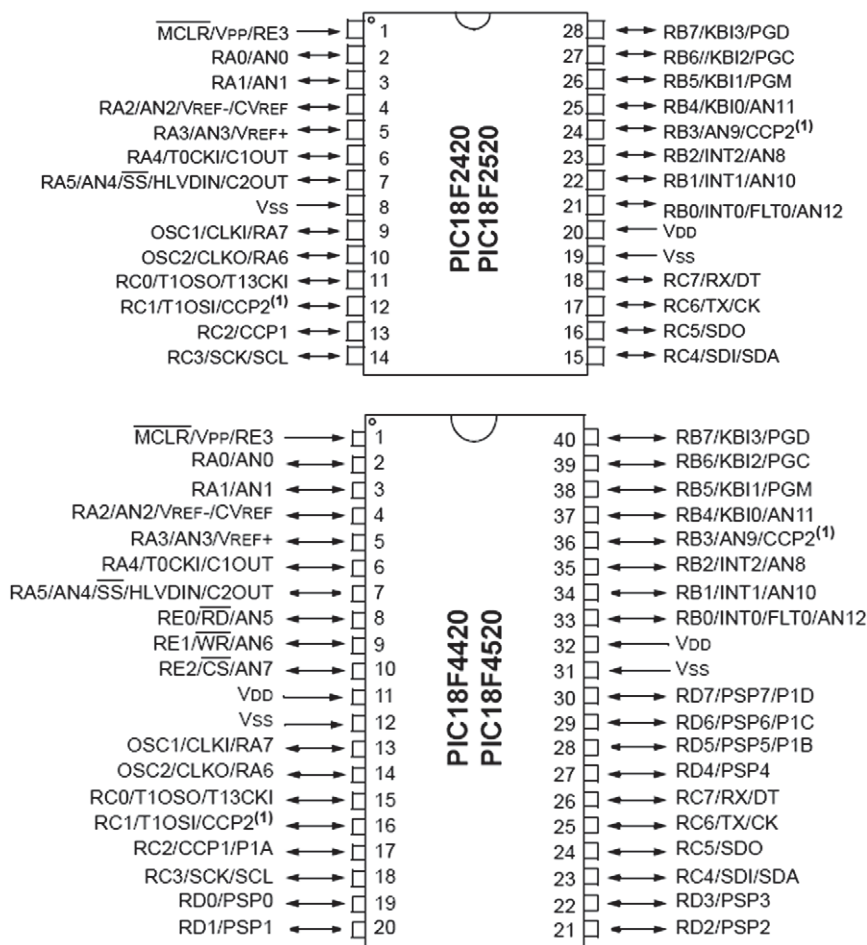 MCLR/VPP/RE3 1 28 RB7/KBI3/PGD
RA0/AN0 2 27 RB6//KBI2/PGC
RA1/AN1 3 26 RB5/KBI1/PGM
RA2/AN2/VREF-/CVREF 4 25 RB4/KBI0/AN11
RA3/AN3/VREF+ 5 24 RB3/AN9/CCP2(1)
RA4/T0CKI/C1OUT 6 23 RB2/INT2/AN8
RA5/AN4/SS/HLVDIN/C2OUT 7 22 RB1/INT1/AN10
VSS 8 21 RB0/INT0/FLT0/AN12
OSC1/CLKI/RA7 9 20 VDD
OSC2/CLKO/RA6 10 19 VSS
RC0/T1OSO/T13CKI 11 18 RC7/RX/DT
RC1/T1OSI/CCP2(1) 12 17 RC6/TX/CK
RC2/CCP1 13 16 RC5/SDO
RC3/SCK/SCL 14 15 RC4/SDI/SDA
PIC18F2420
PIC18F2520
MCLR/VPP/RE3 1 40 RB7/KBI3/PGD
RA0/AN0 2 39 RB6/KBI2/PGC
RA1/AN1 3 38 RB5/KBI1/PGM
RA2/AN2/VREF-/CVREF 4 37 RB4/KBI0/AN11
RA3/AN3/VREF+ 5 36 RB3/AN9/CCP2(1)
RA4/T0CKI/C1OUT 6 35 RB2/INT2/AN8
RA5/AN4/SS/HLVDIN/C2OUT 7 34 RB1/INT1/AN10
RE0/RD/AN5 8 33 RB0/INT0/FLT0/AN12
RE1/WR/AN6 9 32 VDD
RE2/CS/AN7 10 31 VSS
VDD 11 30 RD7/PSP7/P1D
VSS 12 29 RD6/PSP6/P1C
OSC1/CLKI/RA7 13 28 RD5/PSP5/P1B
OSC2/CLKO/RA6 14 27 RD4/PSP4
RC0/T1OSO/T13CKI 15 26 RC7/RX/DT
RC1/T1OSI/CCP2(1) 16 25 RC6/TX/CK
RC2/CCP1/P1A 17 24 RC5/SDO
RC3/SCK/SCL 18 23 RC4/SDI/SDA
RD0/PSP0 19 22 RD3/PSP3
RD1/PSP1 20 21 RD2/PSP2
PIC18F4420
PIC18F4520